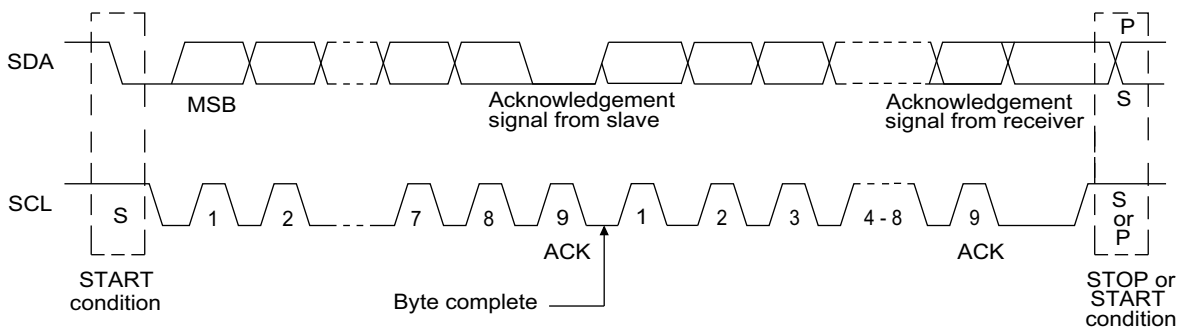 P
SDA
MSB
Acknowledgement
signal from slave
Acknowledgement
signal from receiver
S
SCL
S
1
2
7
8
9
1
2
3
4 - 8
9
S
or
P
ACK
ACK
START
condition
Byte complete
STOP or
START
condition